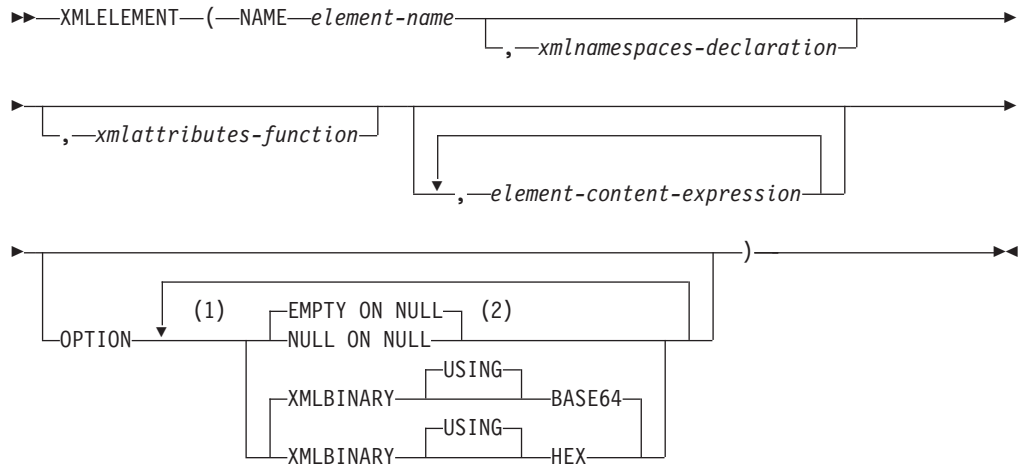 XMLELEMENT ( NAME element-name
, xmlnamespaces-declaration
, xmlattributes-function
, element-content-expression
)
(1) EMPTY ON NULL (2)
OPTION NULL ON NULL
USING
XMLBINARY BASE64
USING
XMLBINARY HEX